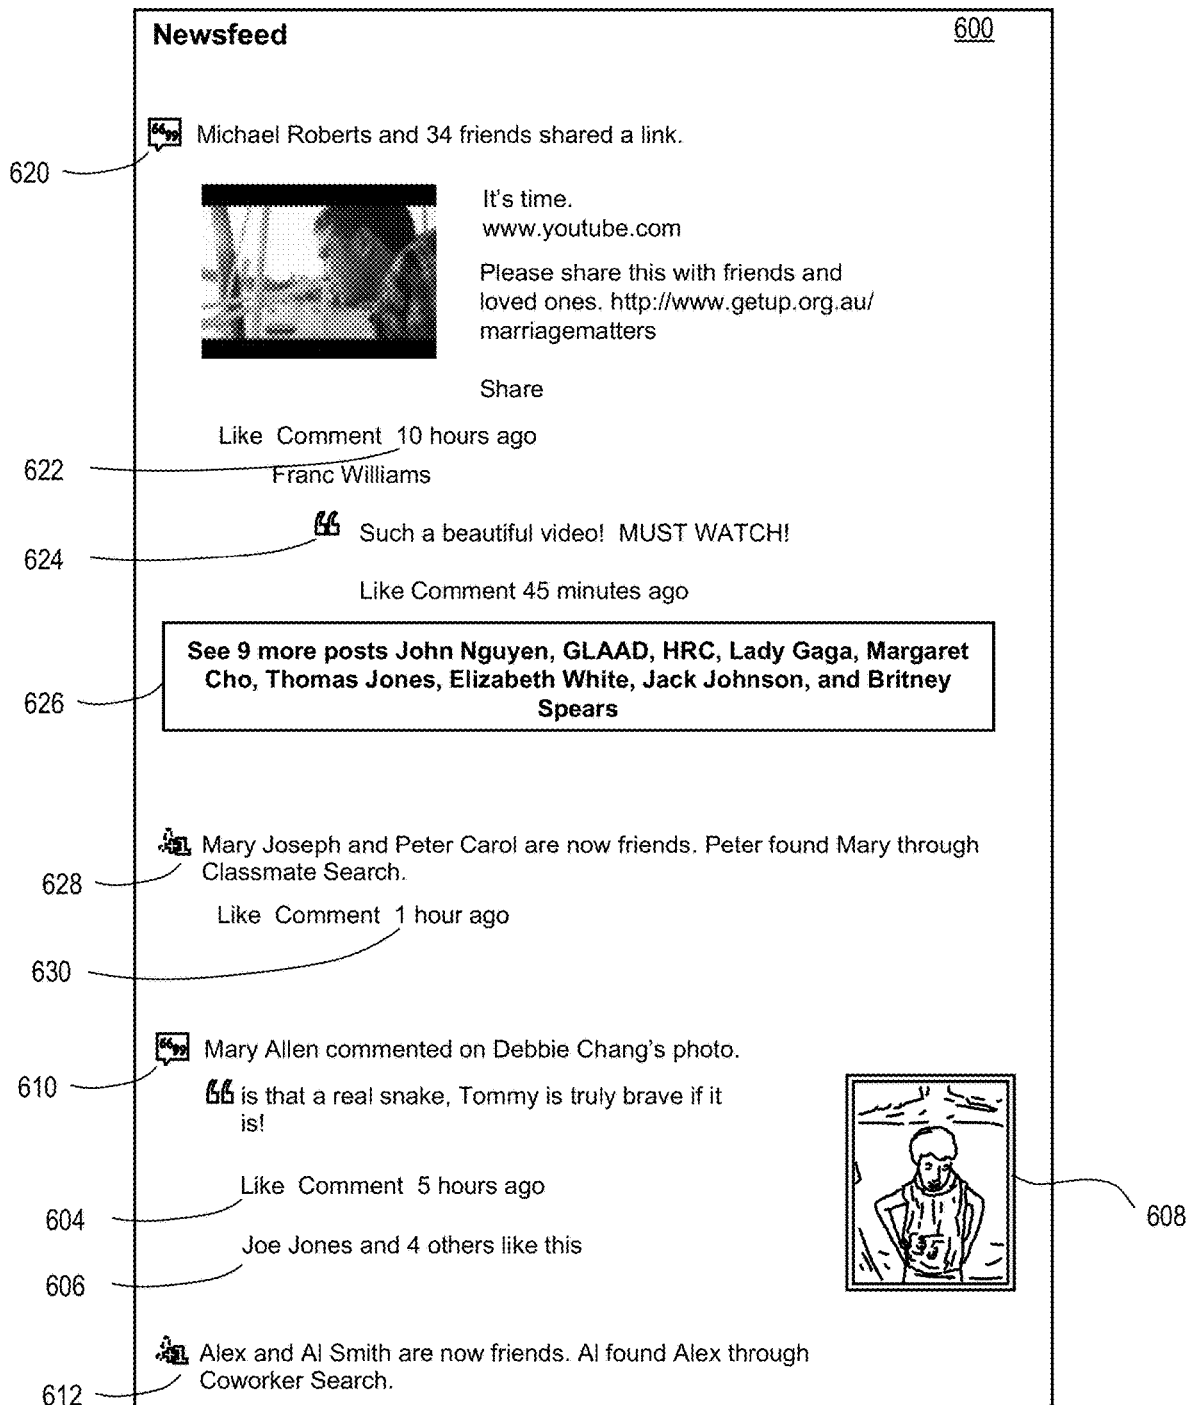 Newsfeed
600
Michael Roberts and 34 friends shared a link.
620
It's time.
www.youtube.com
Please share this with friends and
loved ones. http://www.getup.org.au/
marriagematters
Share
Like Comment 10 hours ago
622
Franc Williams
Such a beautiful video! MUST WATCH!
624
Like Comment 45 minutes ago
See 9 more posts John Nguyen, GLAAD, HRC, Lady Gaga, Margaret
Cho, Thomas Jones, Elizabeth White, Jack Johnson, and Britney
Spears
626
Mary Joseph and Peter Carol are now friends. Peter found Mary through
Classmate Search.
628
Like Comment 1 hour ago
630
Mary Allen commented on Debbie Chang's photo.
610
is that a real snake, Tommy is truly brave if it
is!
Like Comment 5 hours ago
604
608
Joe Jones and 4 others like this
606
Alex and Al Smith are now friends. Al found Alex through
Coworker Search.
612